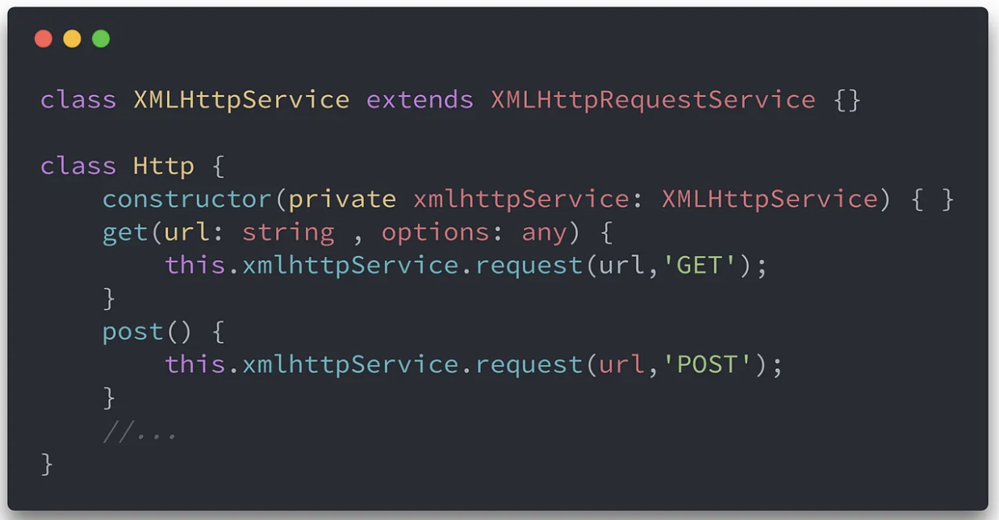 class XMLHttpService extends XMLHttpRequestService {}
class Http {
constructor(private xmlhttpService: XMLHttpService) { }
get(url: string , options: any) {
this.xmlhttpService.request(url,'GET');
}
post() {
this.xmlhttpService.request(url,'POST');
}
//...
}